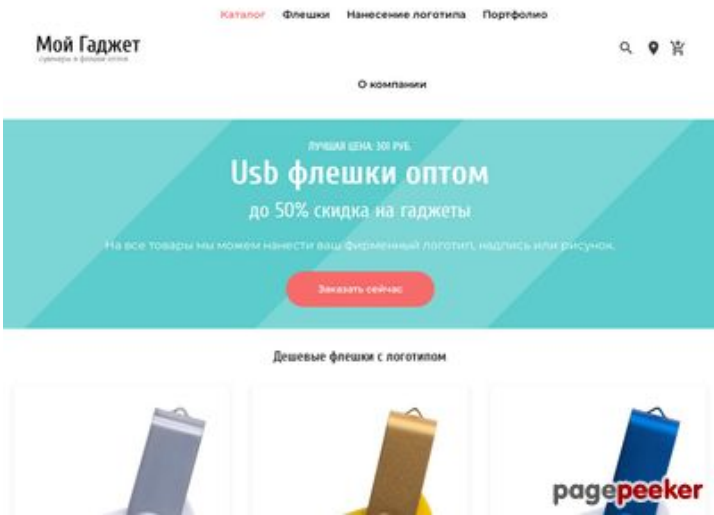 Каталог Флешки Нанесение логотипа Портфолио
Мой Гаджет
сувениры и флешки оптом
О компании
ЛУЧШАЯ ЦЕНА: 301 РУБ.
Usb флешки оптом
до 50% скидка на гаджеты
На все товары мы можем нанести ваш фирменный логотип, надпись или рисунок.
Заказать сейчас
Дешевые флешки с логотипом
pagepeeker